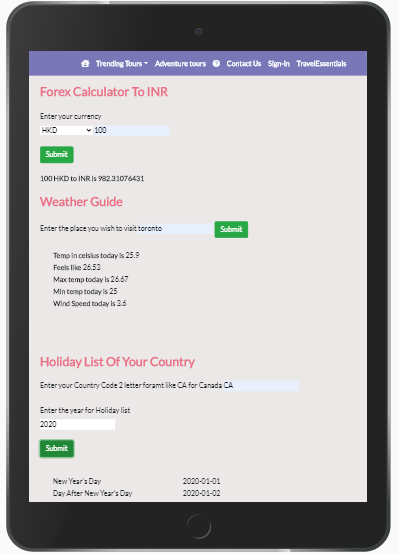 Trending Tours Adventure tours Contact Us Sign-In TravelEssentials
Forex Calculator To INR
Enter your currency
HKD 100
Submit
100 HKD to INR is 982.31076431
Weather Guide
Enter the place you wish to visit toronto Submit
Temp in celsius today is 25.9
Feels like 26.53
Max temp today is 26.67
Min temp today is 25
Wind Speed today is 3.6
Holiday List Of Your Country
Enter your Country Code 2 letter foramt like CA for Canada CA
Enter the year for Holiday list
2020
Submit
New Year's Day 2020-01-01
Day After New Year's Day 2020-01-02